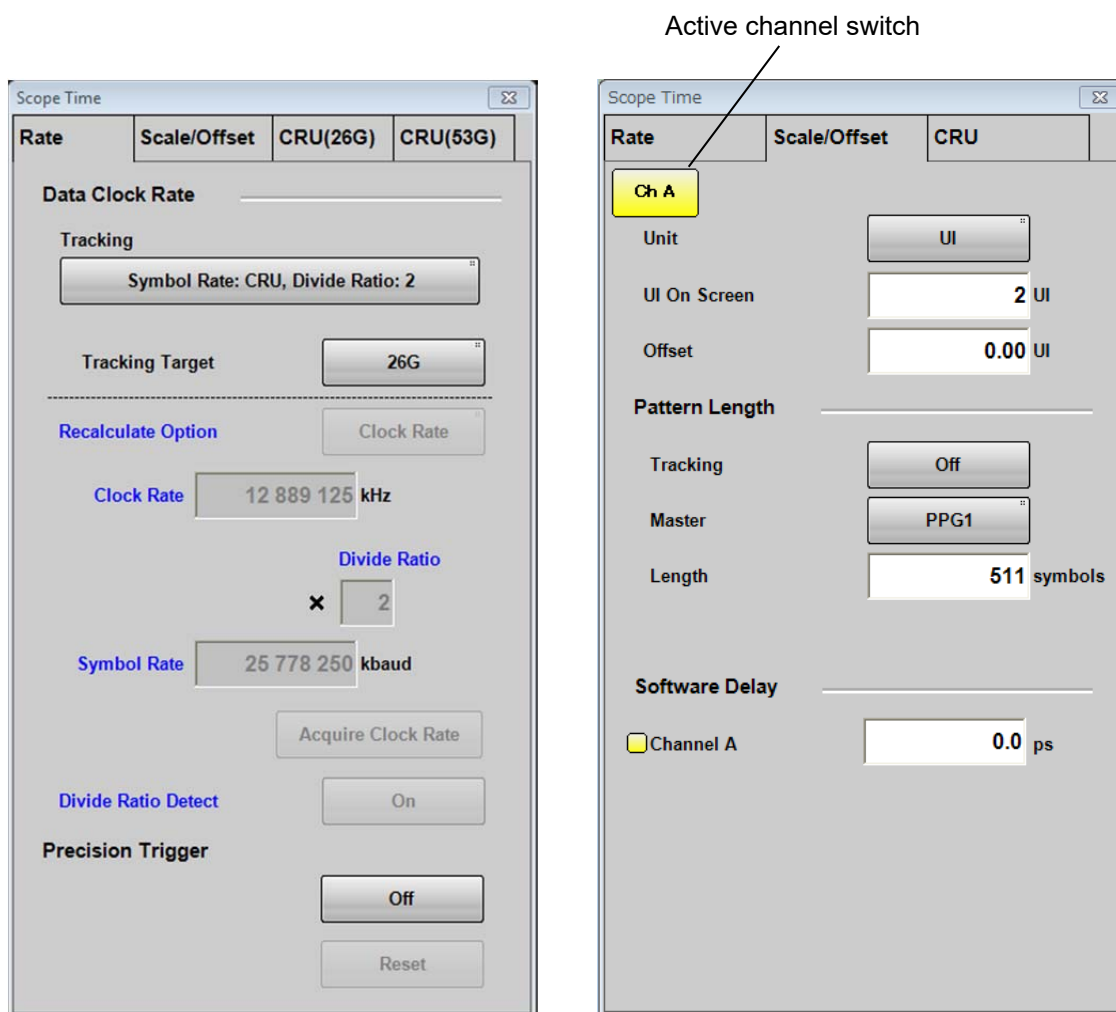 Active channel switch
Scope Time
Rate Scale/Offset CRU(26G) CRU(53G)
Data Clock Rate
Tracking
Symbol Rate: CRU, Divide Ratio: 2
Tracking Target 26G
Recalculate Option Clock Rate
Clock Rate 12 889 125 kHz
Divide Ratio
× 2
Symbol Rate 25 778 250 kbaud
Acquire Clock Rate
Divide Ratio Detect On
Precision Trigger
Off
Reset
Scope Time
Rate Scale/Offset CRU
Ch A
Unit UI
UI On Screen 2 UI
Offset 0.00 UI
Pattern Length
Tracking Off
Master PPG1
Length 511 symbols
Software Delay
Channel A 0.0 ps